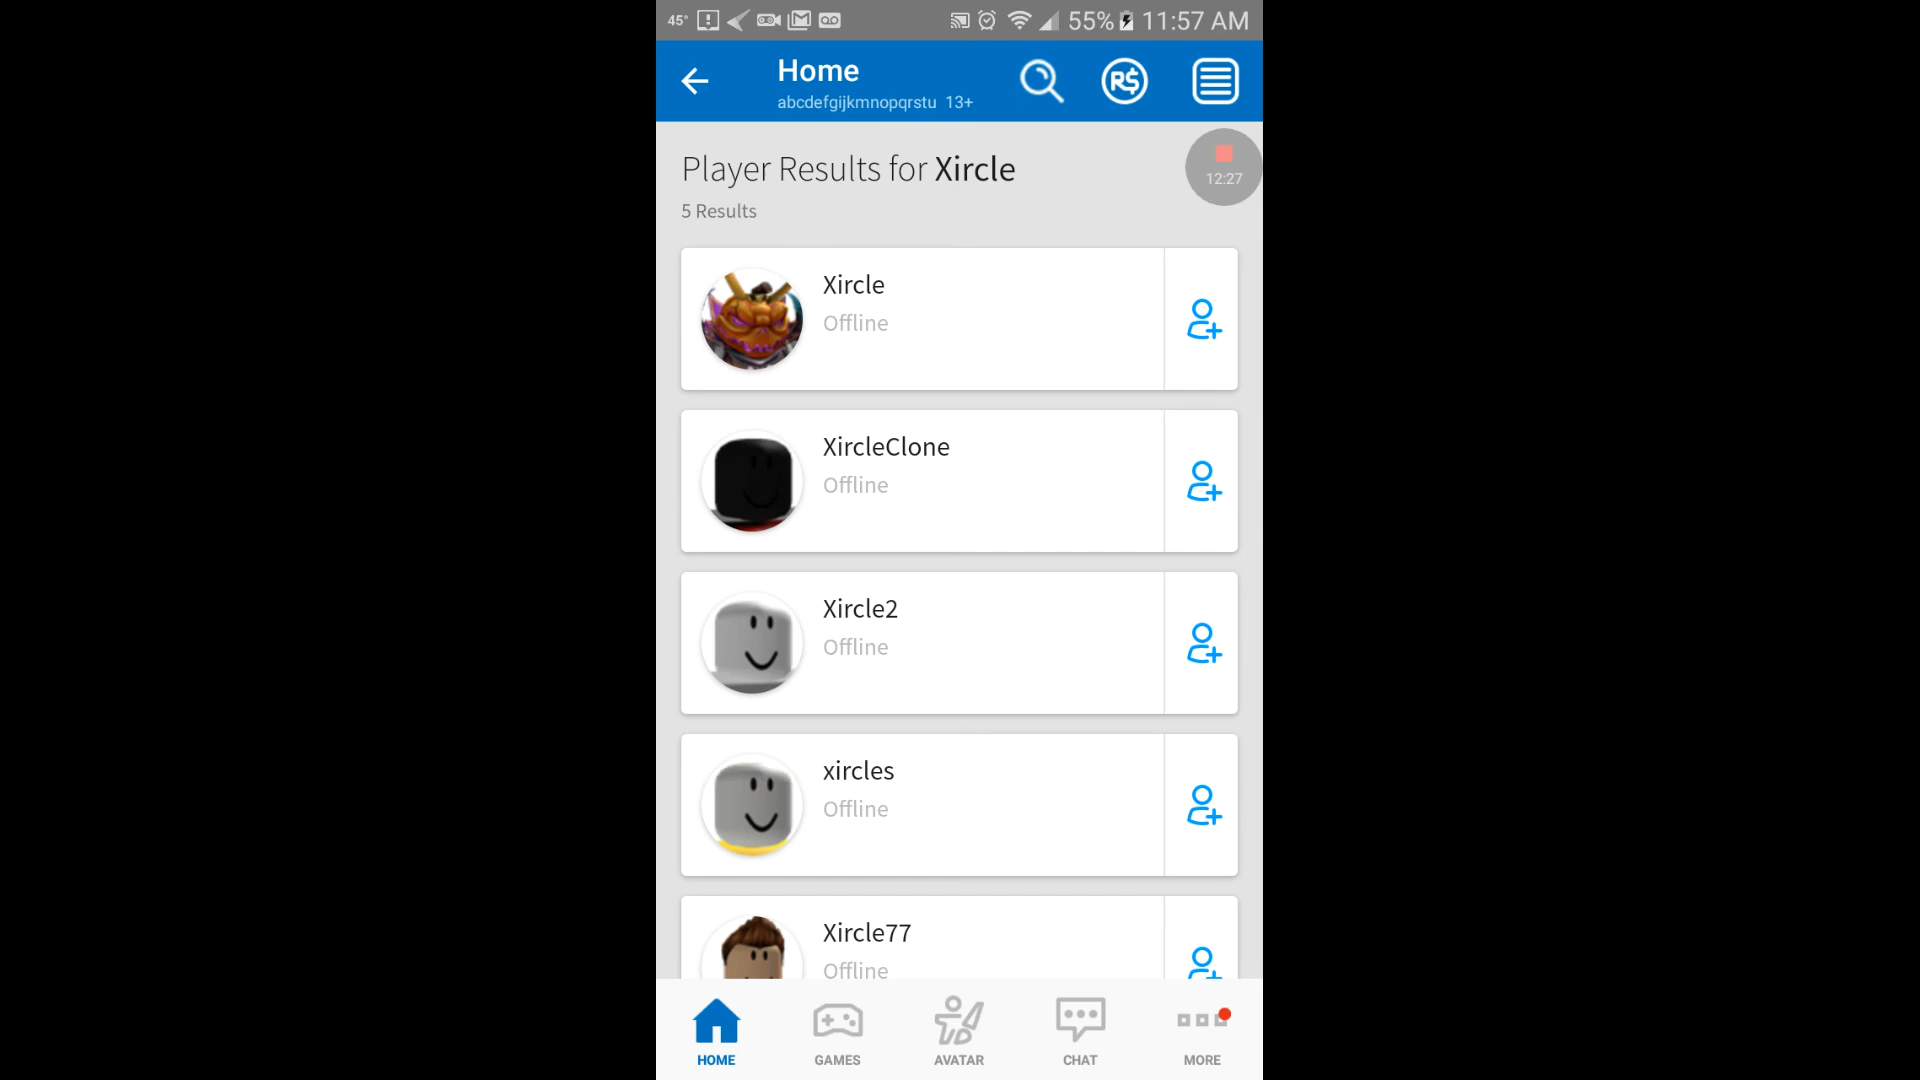 45° 55% 11:57 AM
Home
abcdefgijkmnopqrstu 13+
R$
Player Results for Xircle
12:27
5 Results
Xircle
Offline
XircleClone
Offline
Xircle2
Offline
xircles
Offline
Xircle77
Offline
HOME GAMES AVATAR CHAT MORE